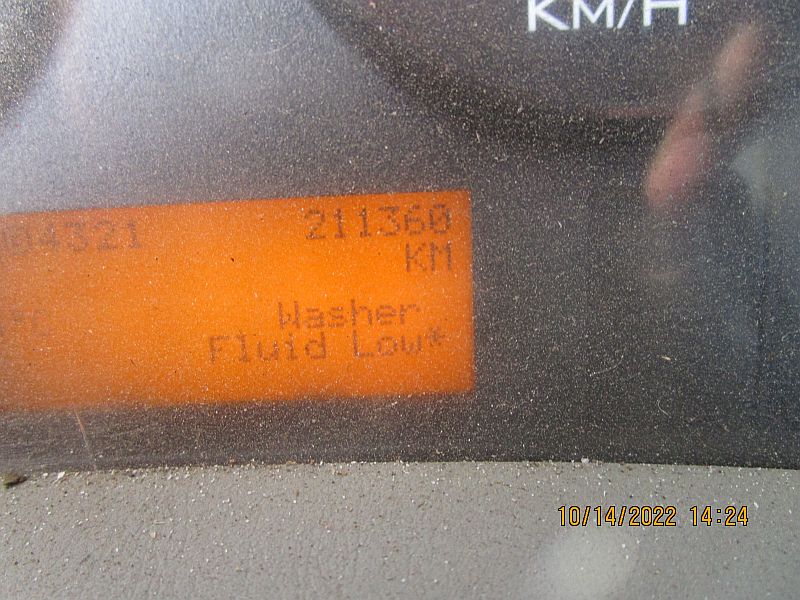 KM/H
211360
KM
Washer
Fluid Low*
10/14/2022 14:24